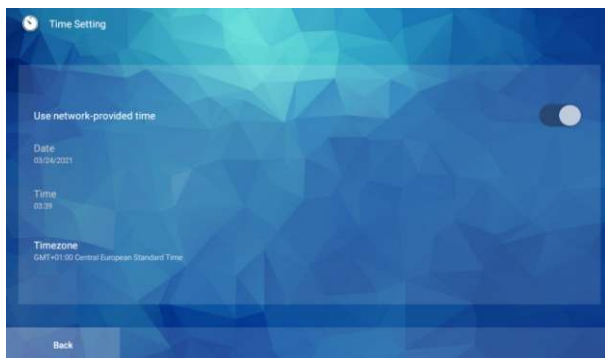 Time Setting
Use network-provided time
Date
03/24/2021
Time
03:39
Timezone
GMT+01:00 Central European Standard Time
Back